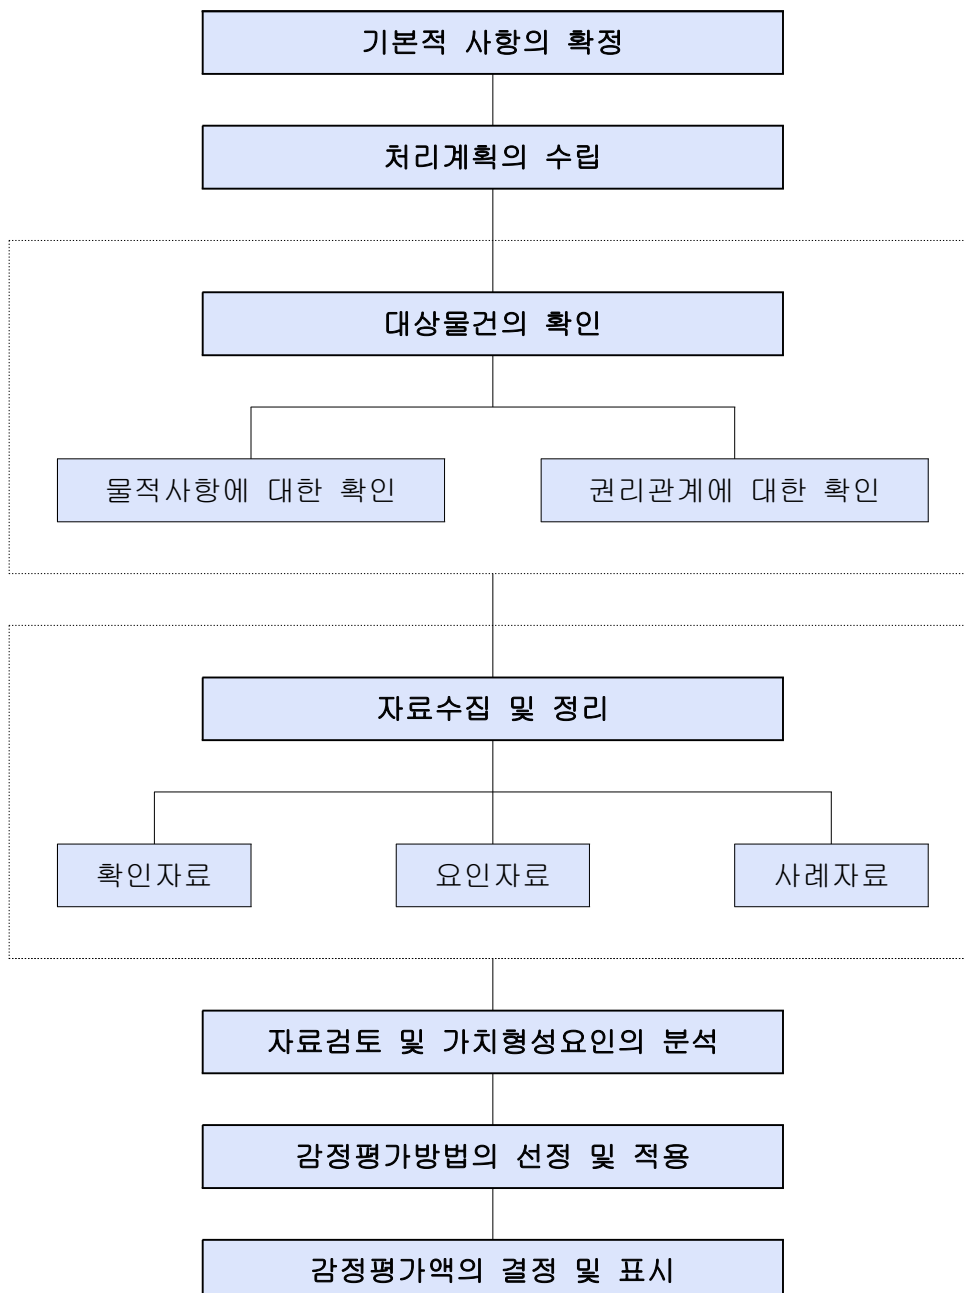 기본적 사항의 확정
처리계획의 수립
대상물건의 확인
물적사항에 대한 확인
권리관계에 대한 확인
자료수집 및 정리
확인자료
요인자료
사례자료
자료검토 및 가치형성요인의 분석
감정평가방법의 선정 및 적용
감정평가액의 결정 및 표시